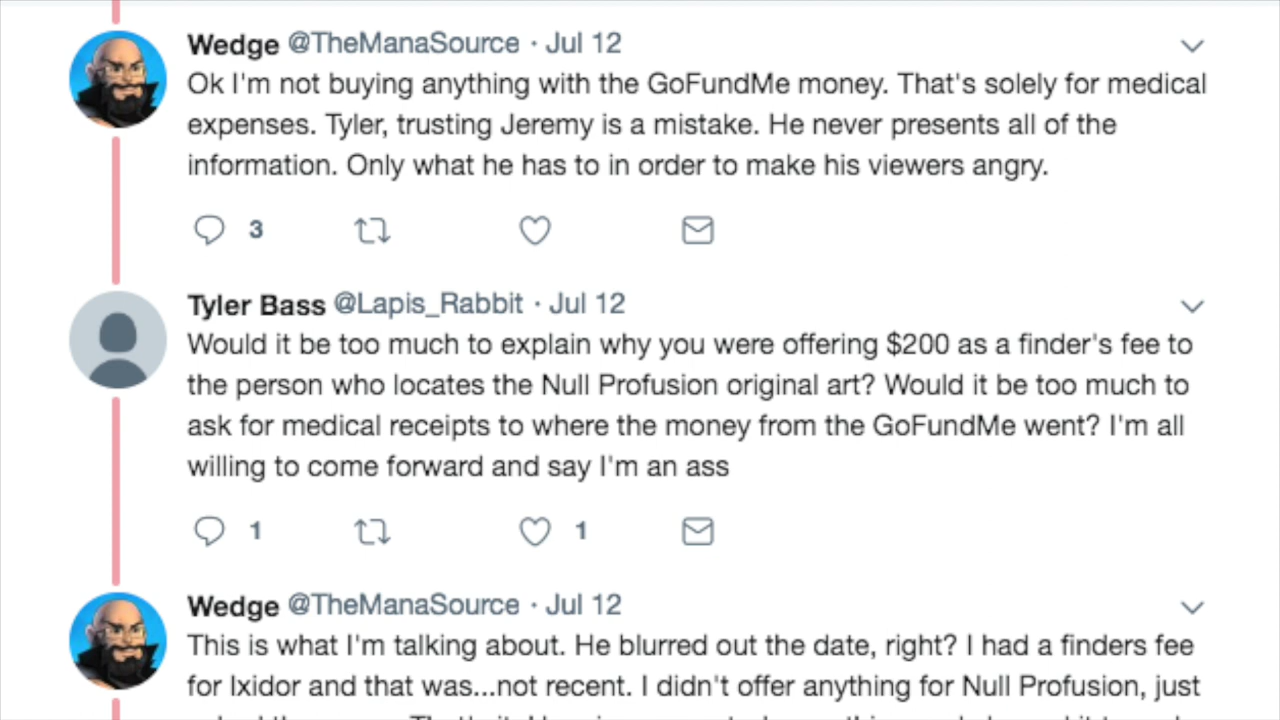 Wedge @TheManaSource · Jul 12
Ok I'm not buying anything with the GoFundMe money. That's solely for medical
expenses. Tyler, trusting Jeremy is a mistake. He never presents all of the
information. Only what he has to in order to make his viewers angry.
3
Tyler Bass @Lapis_Rabbit · Jul 12
Would it be too much to explain why you were offering $200 as a finder's fee to
the person who locates the Null Profusion original art? Would it be too much to
ask for medical receipts to where the money from the GoFundMe went? I'm all
willing to come forward and say I'm an ass
1 1
Wedge @TheManaSource · Jul 12
This is what I'm talking about. He blurred out the date, right? I had a finders fee
for Ixidor and that was...not recent. I didn't offer anything for Null Profusion, just